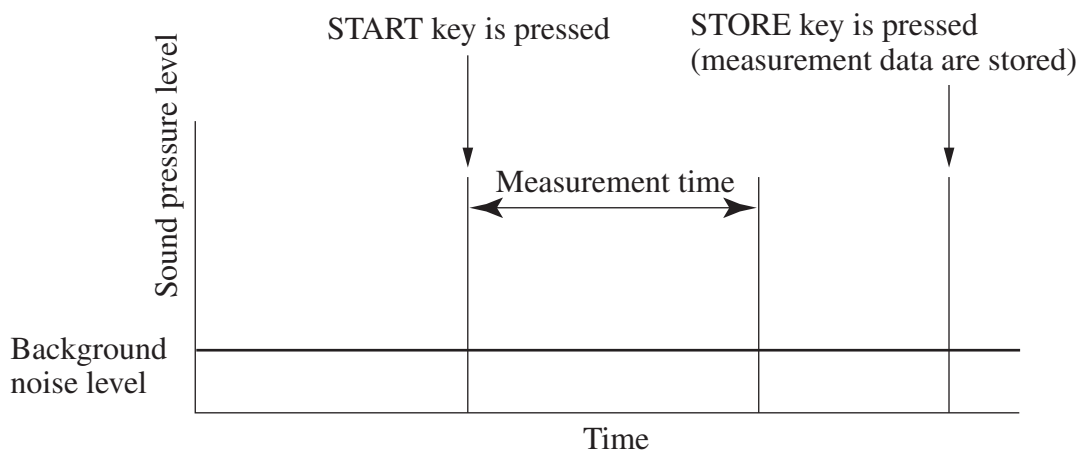 START key is pressed
STORE key is pressed
(measurement data are stored)
Sound pressure level
Measurement time
Background
noise level
Time